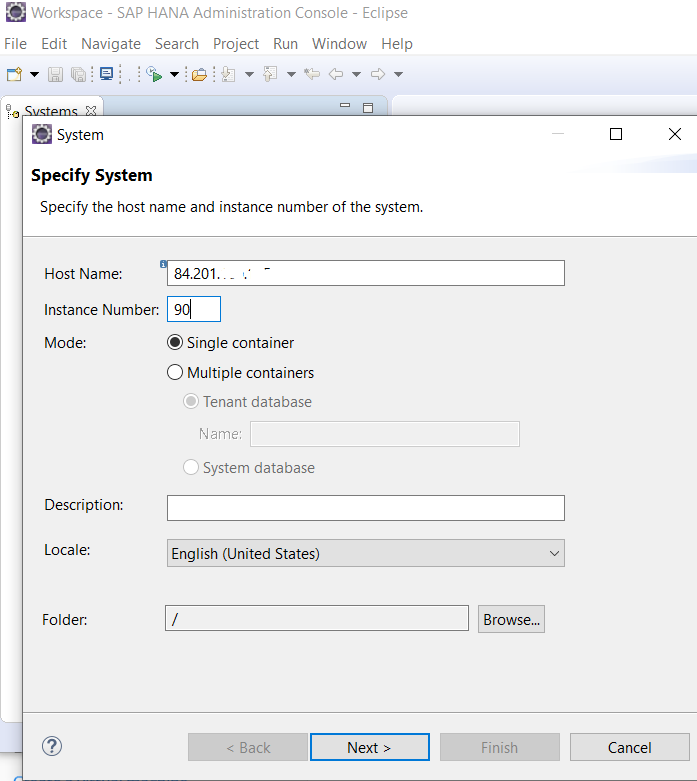 Workspace - SAP HANA Administration Console - Eclipse
File Edit Navigate Search Project Run Window Help
Systems
System
Specify System
Specify the host name and instance number of the system.
Host Name: 84.201.
Instance Number: 90
Mode: Single container
Multiple containers
Tenant database
Name:
System database
Description:
Locale: English (United States)
Folder: / Browse...
? < Back Next > Finish Cancel